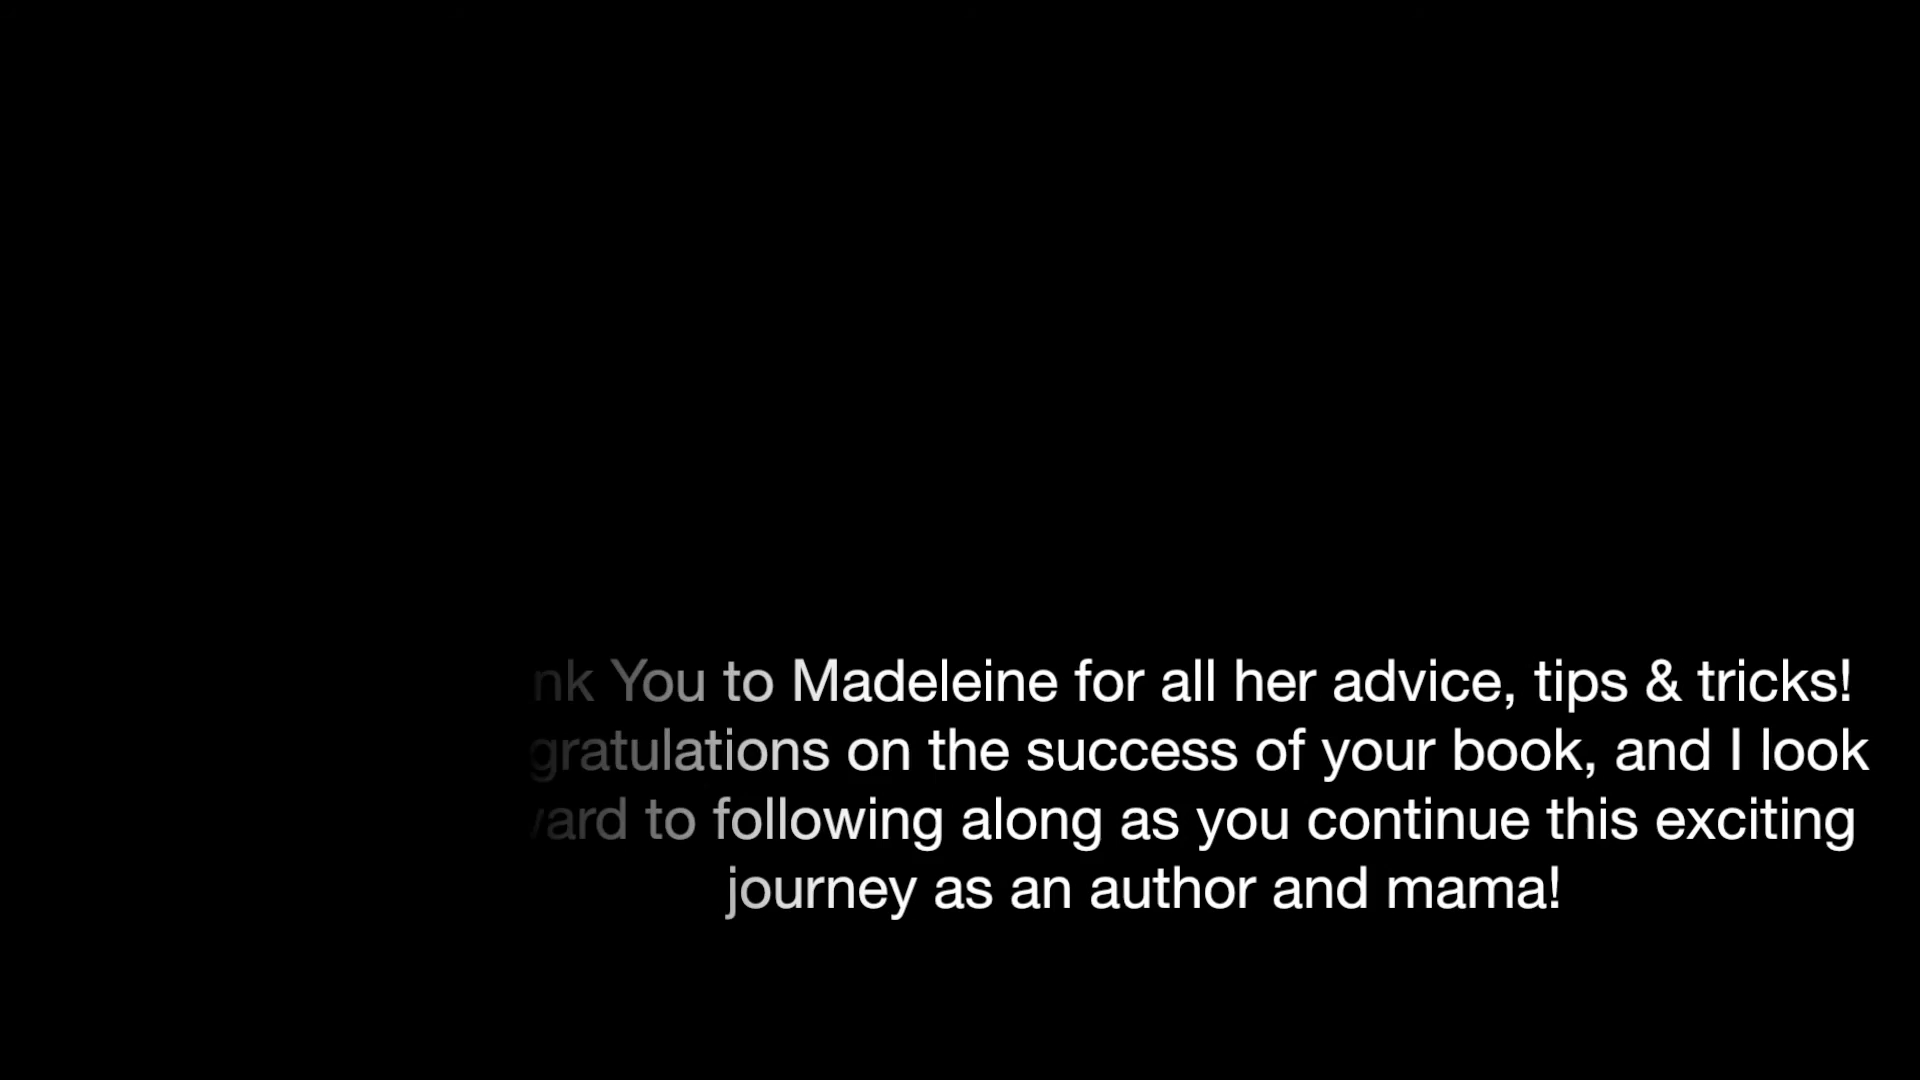 nk You to Madeleine for all her advice, tips & tricks!
gratulations on the success of your book, and I look
ward to following along as you continue this exciting
journey as an author and mama!